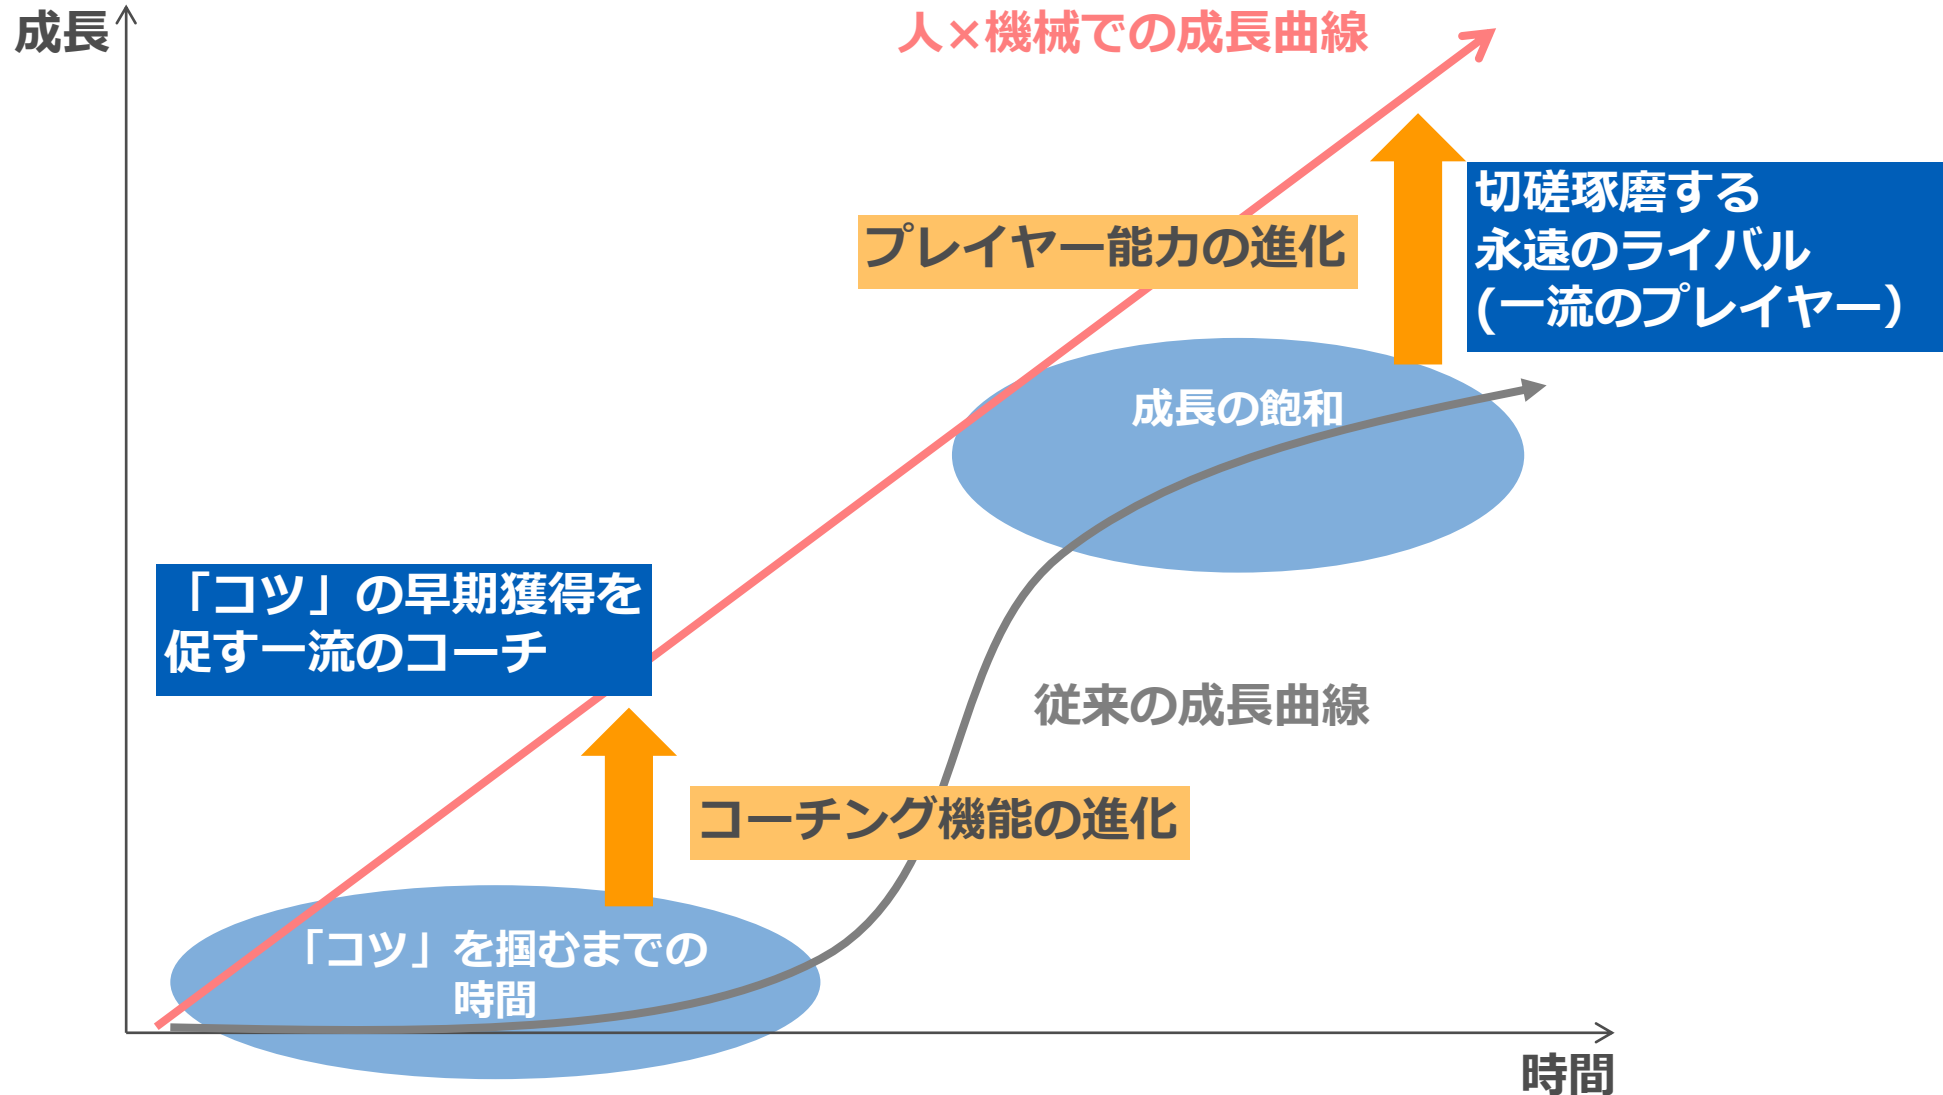 成長
人×機械での成長曲線
切磋琢磨する
永遠のライバル
(一流のプレイヤー）
プレイヤー能力の進化
成長の飽和
「コツ」の早期獲得を
促す一流のコーチ
従来の成長曲線
コーチング機能の進化
「コツ」を掴むまでの
時間
時間